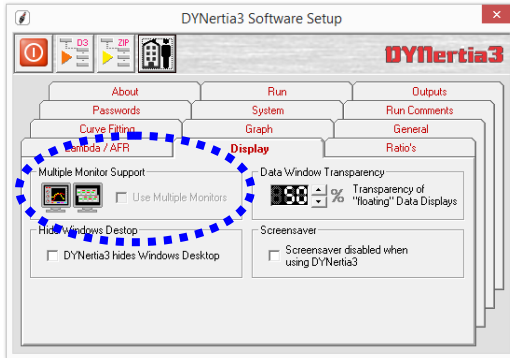 DYNertia3 Software Setup
D3
ZIP
DYNertia3
About
Run
Outputs
Passwords
System
Run Comments
Curve Fitting
Graph
General
Lambda / AFR
Display
Ratio's
Multiple Monitor Support
Use Multiple Monitors
Data Window Transparency
50 %
Transparency of
"floating" Data Displays
Hide Windows Destop
DYNertia3 hides Windows Desktop
Screensaver
Screensaver disabled when
using DYNertia3